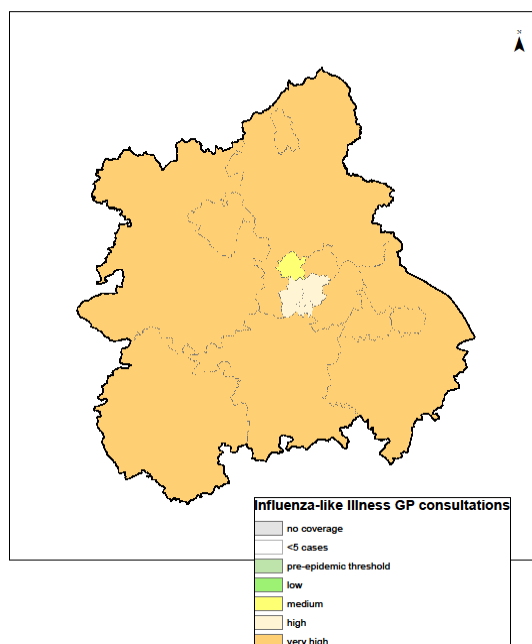 N
Influenza-like Illness GP consultations
no coverage
<5 cases
pre-epidemic threshold
low
medium
high
very high